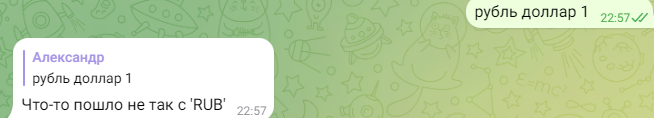 рубль доллар 1 22:57
Александр
рубль доллар 1
Что-то пошло не так с 'RUB' 22:57